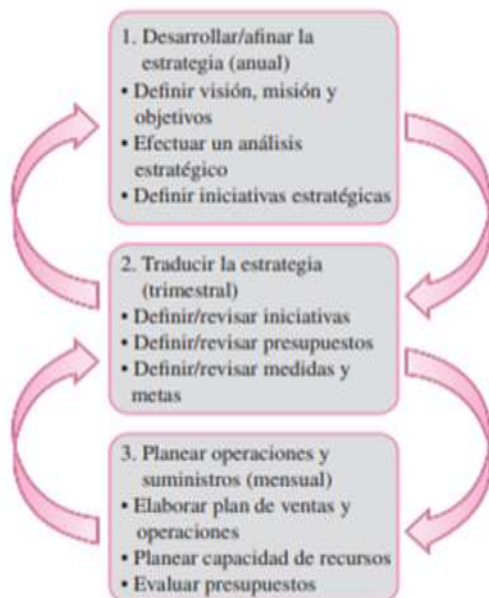 1. Desarrollar/afinar la
estrategia (anual)
• Definir visión, misión y
objetivos
• Efectuar un análisis
estratégico
• Definir iniciativas estratégicas
2. Traducir la estrategia
(trimestral)
• Definir/revisar iniciativas
• Definir/revisar presupuestos
• Definir/revisar medidas y
metas
3. Planear operaciones y
suministros (mensual)
• Elaborar plan de ventas y
operaciones
• Planear capacidad de recursos
• Evaluar presupuestos